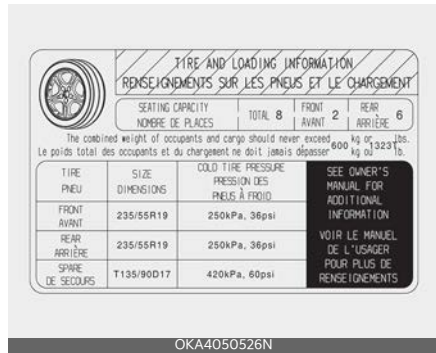 TIRE AND LOADING INFORMATION
RENSEIGNEMENTS SUR LES PNEUS ET LE CHARGEMENT
SEATING CAPACITY
NOMBRE DE PLACES
TOTAL 8
FRONT
AVANT 2
REAR
ARRIÈRE 6
The combined weight of occupants and cargo should never exceed 600 kg or 1323 lbs.
Le poids total des occupants et du chargement ne doit jamais dépasser 600 kg ou 1323 lb.
TIRE
PNEU
SIZE
DIMENSIONS
COLD TIRE PRESSURE
PRESSION DES
PNEUS À FROID
FRONT
AVANT
235/55R19
250kPa, 36psi
REAR
ARRIÈRE
235/55R19
250kPa, 36psi
SPARE
DE SECOURS
T135/90D17
420kPa, 60psi
SEE OWNER'S
MANUAL FOR
ADDITIONAL
INFORMATION
VOIR LE MANUEL
DE L'USAGER
POUR PLUS DE
RENSEIGNEMENTS
OKA4050526N